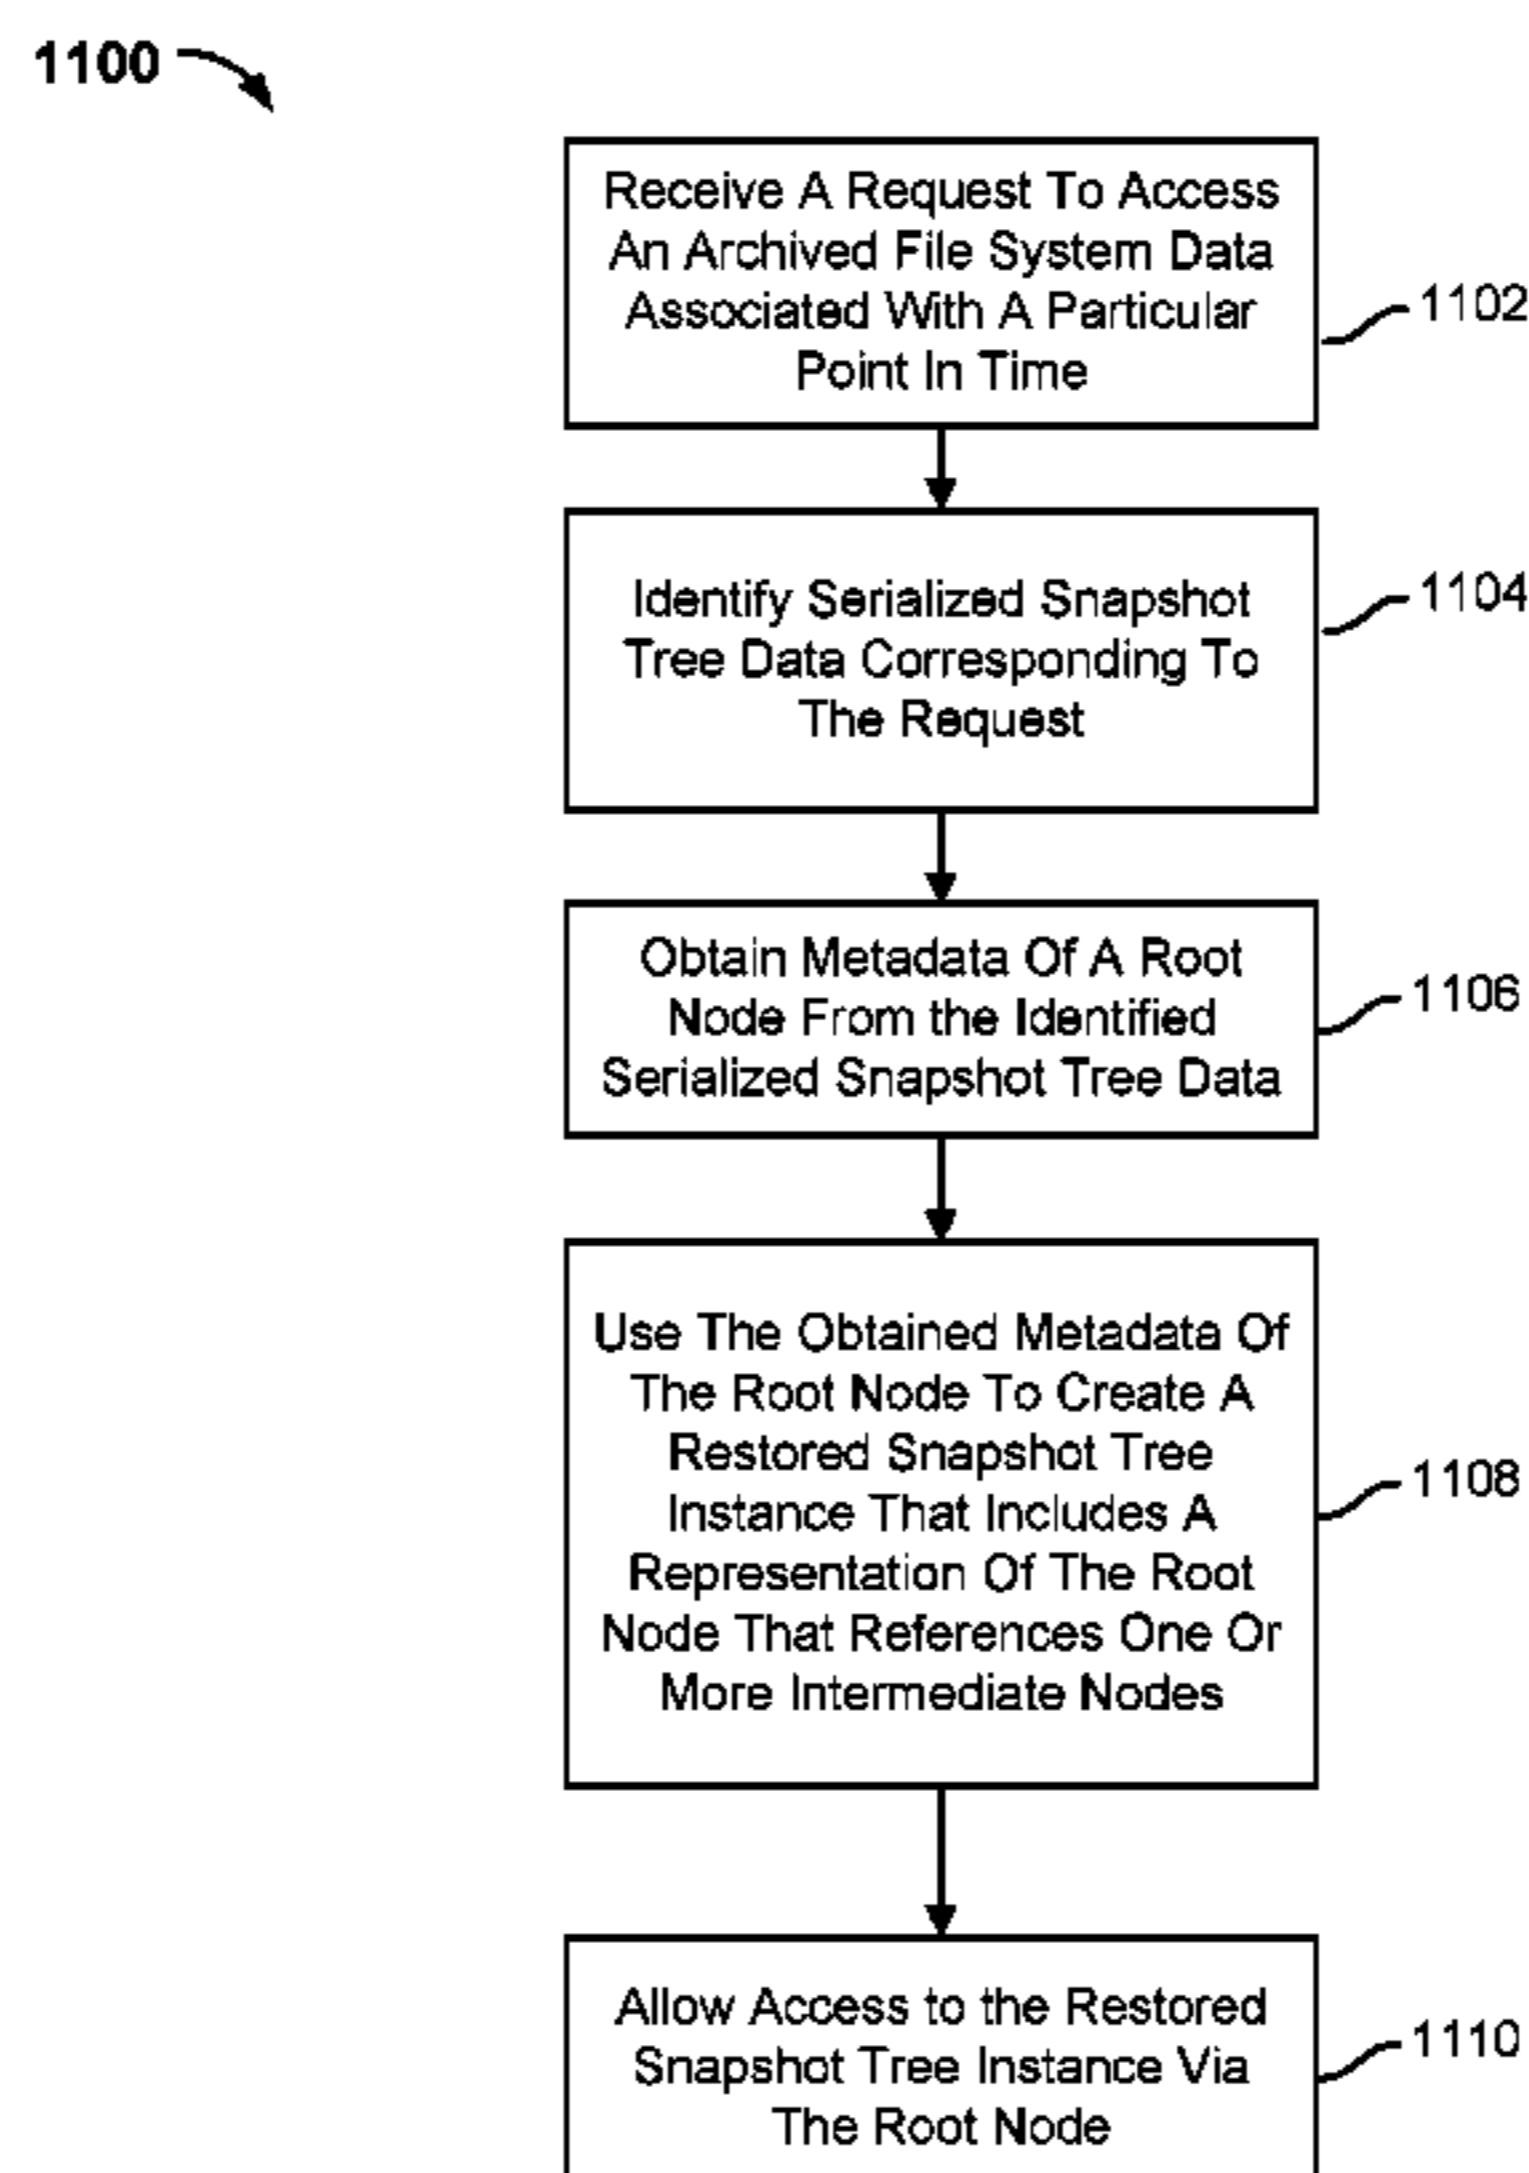 1100
Receive A Request To Access
An Archived File System Data
Associated With A Particular
Point In Time
1102
Identify Serialized Snapshot
Tree Data Corresponding To
The Request
1104
Obtain Metadata Of A Root
Node From the Identified
Serialized Snapshot Tree Data
1106
Use The Obtained Metadata Of
The Root Node To Create A
Restored Snapshot Tree
Instance That Includes A
Representation Of The Root
Node That References One Or
More Intermediate Nodes
1108
Allow Access to the Restored
Snapshot Tree Instance Via
The Root Node
1110